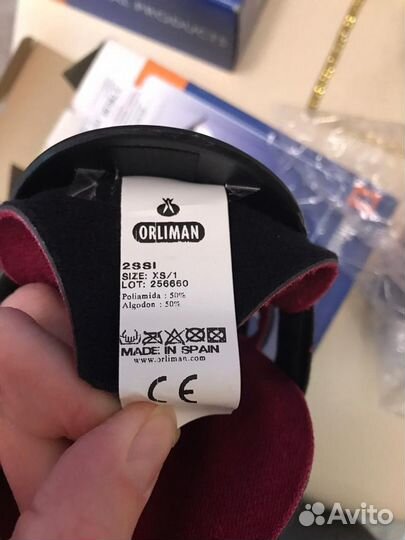 PRODUCTS
ORLIMAN
2SSI
SIZE: XS/1
LOT: 256660
Poliamida : 50%
Algodon : 50%
MADE IN SPAIN
www.orliman.com
CE
Avito